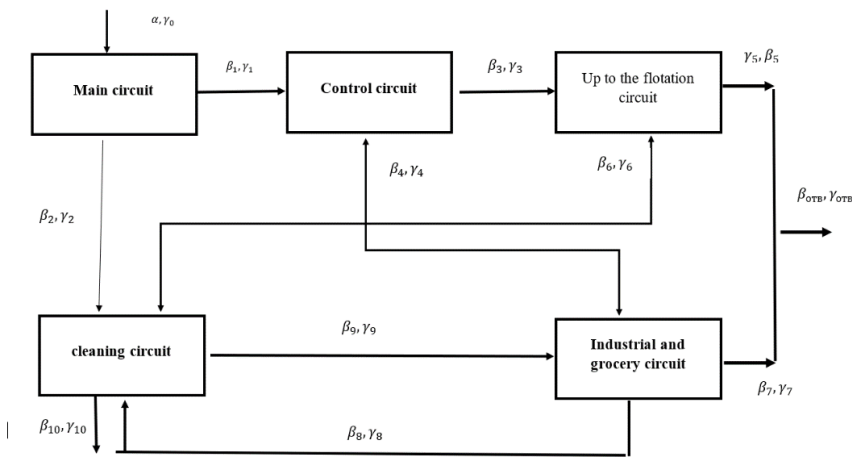 α, γ₀
Main circuit
β₁, γ₁
Control circuit
β₃, γ₃
Up to the flotation
circuit
γ₅, β₅
β₄, γ₄
β₆, γ₆
β₂, γ₂
βотв, γотв
cleaning circuit
β₉, γ₉
Industrial and
grocery circuit
β₇, γ₇
β₁₀, γ₁₀
β₈, γ₈